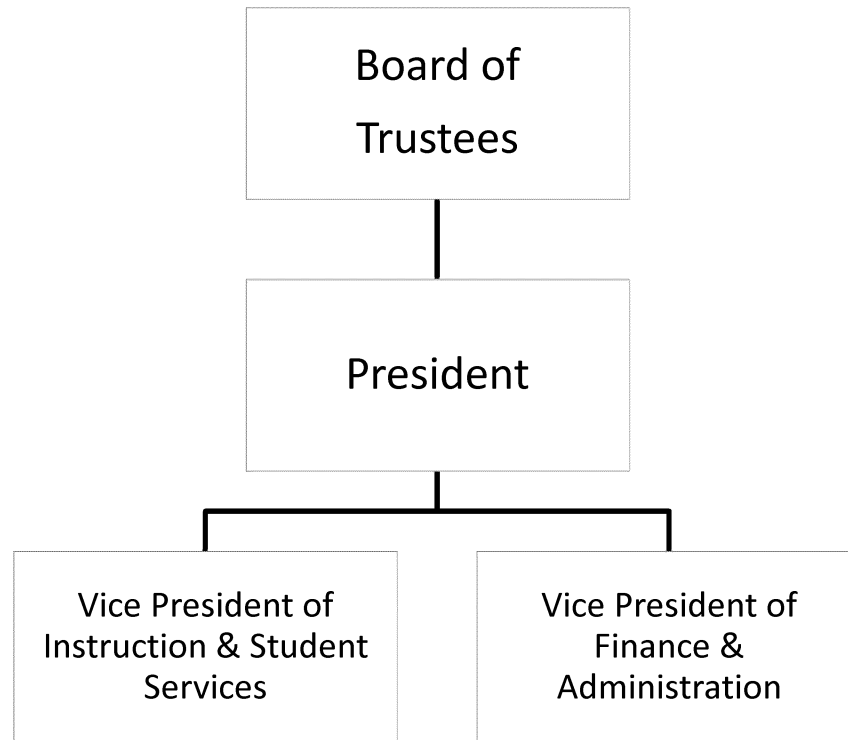 Board of
Trustees
President
Vice President of
Instruction & Student
Services
Vice President of
Finance &
Administration